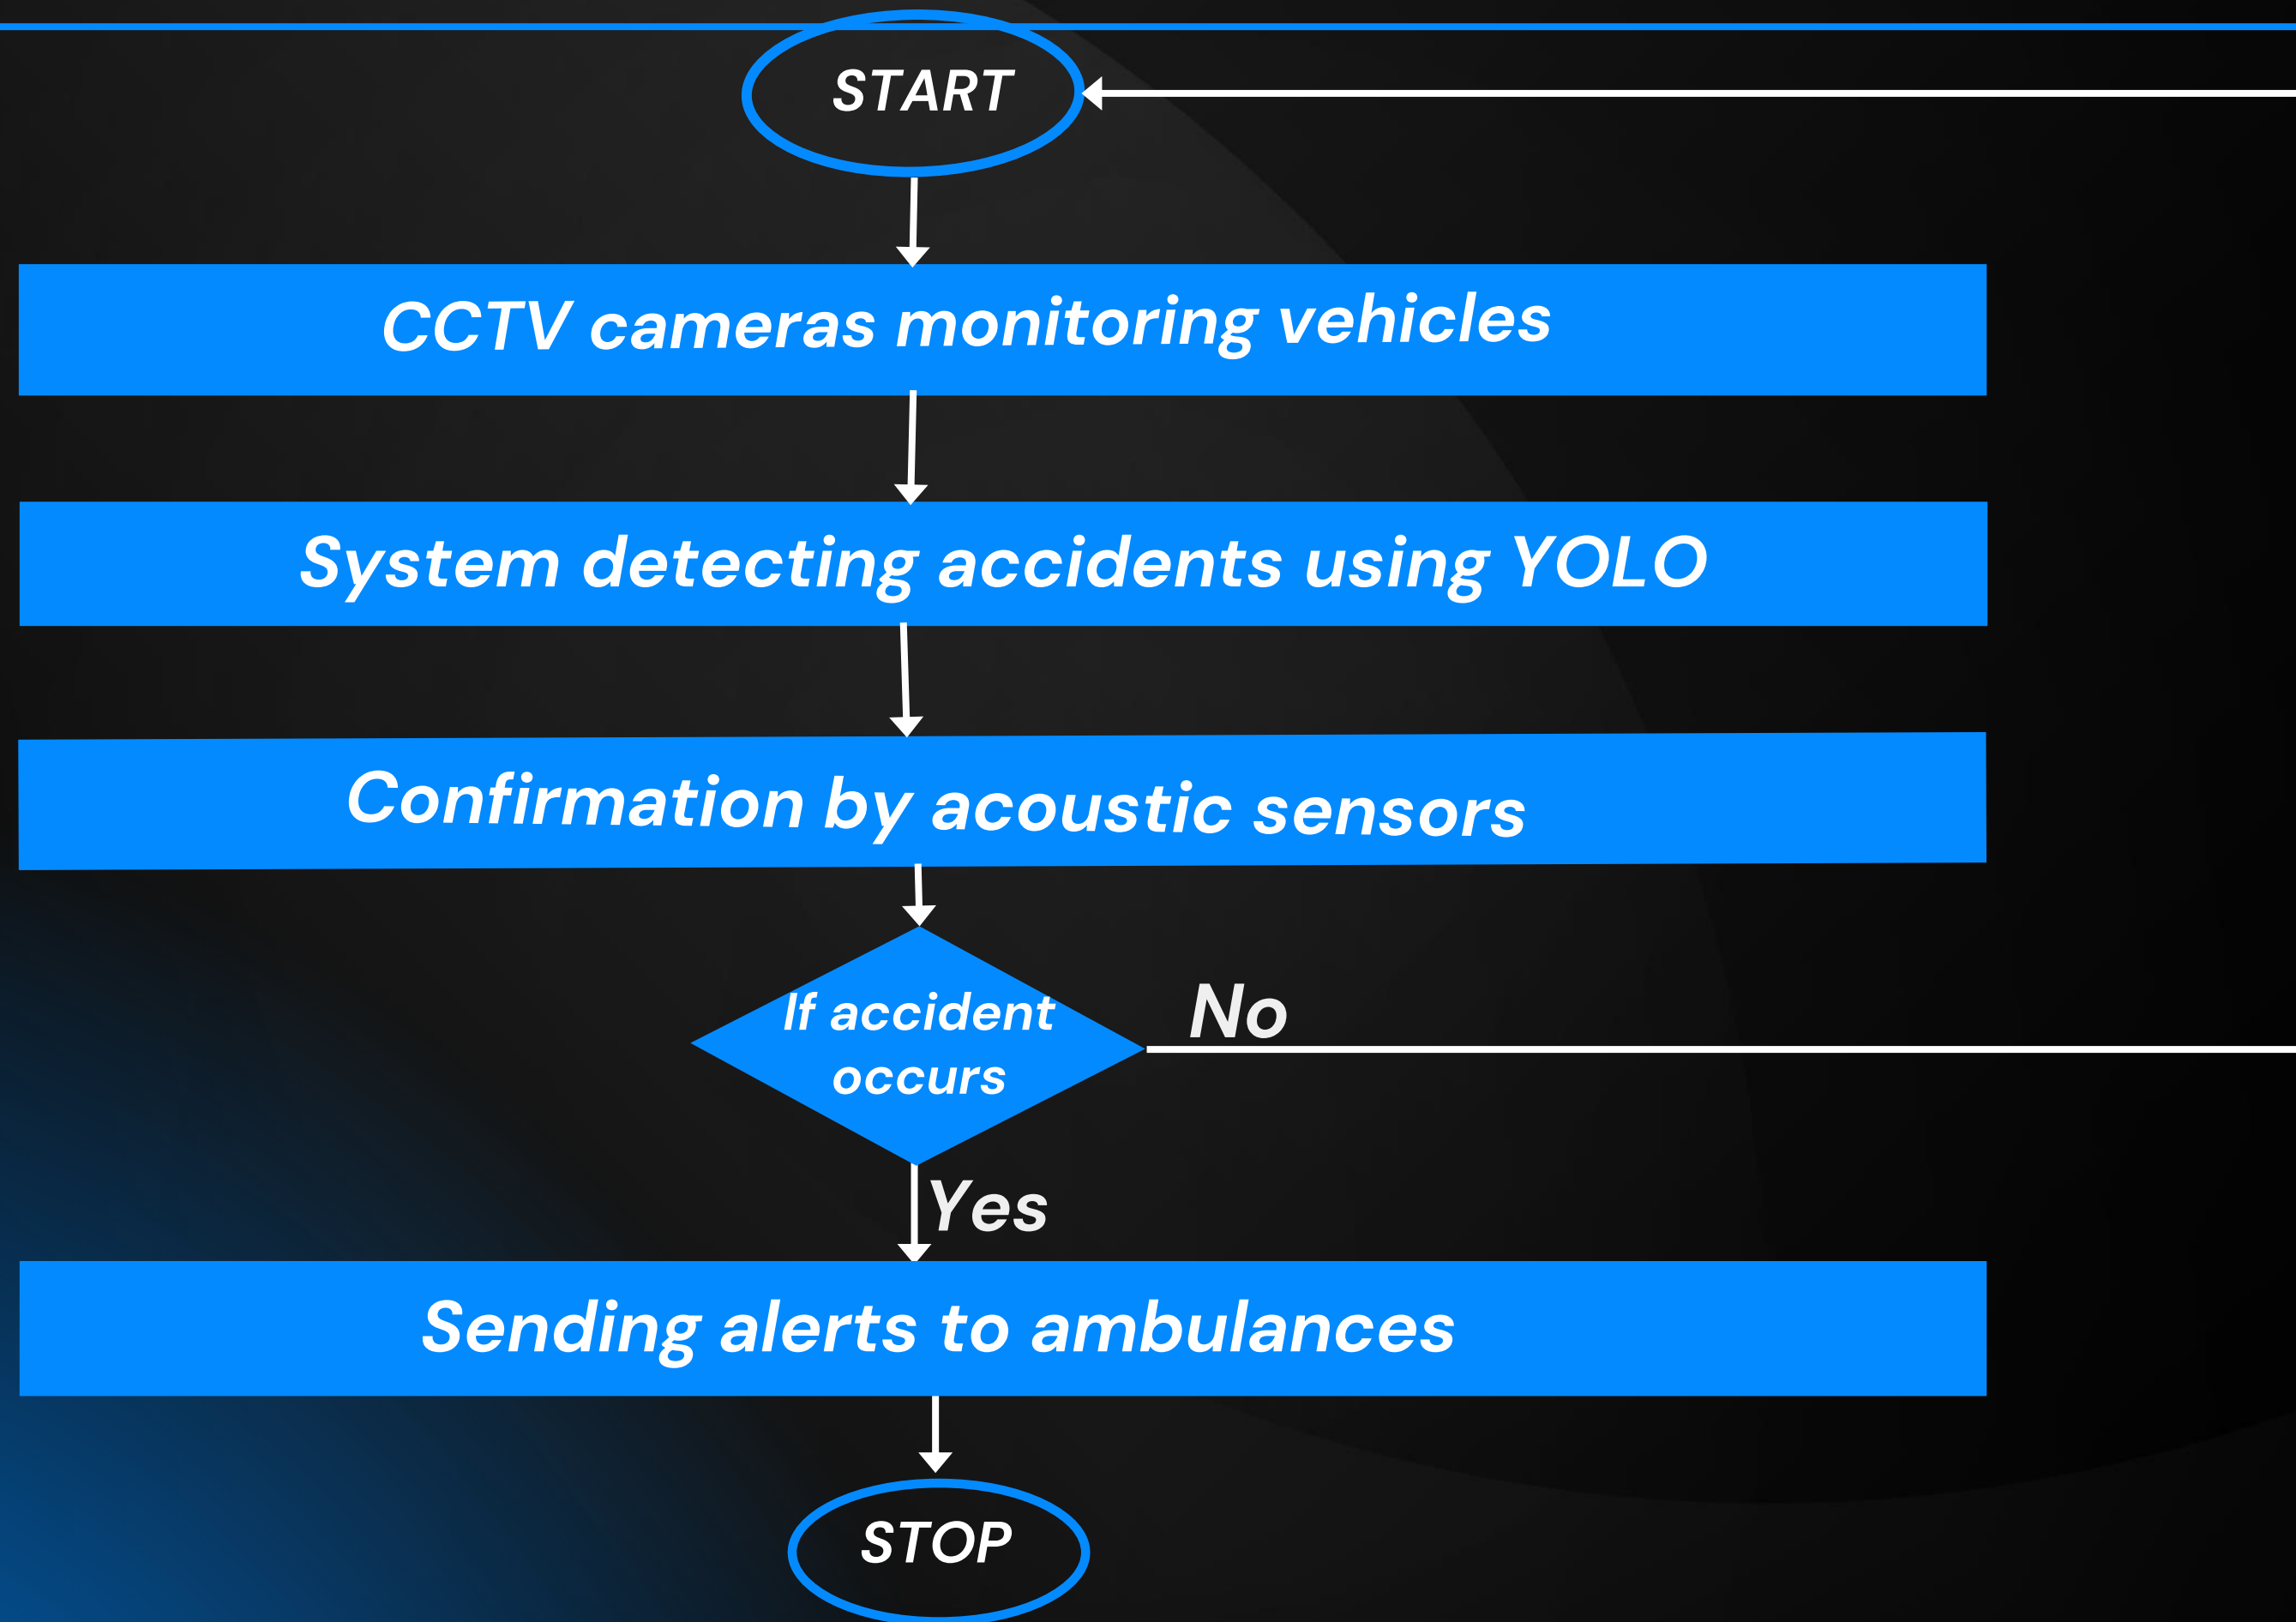 START
CCTV cameras monitoring vehicles
System detecting accidents using YOLO
Confirmation by acoustic sensors
If accident
occurs
No
Yes
Sending alerts to ambulances
STOP